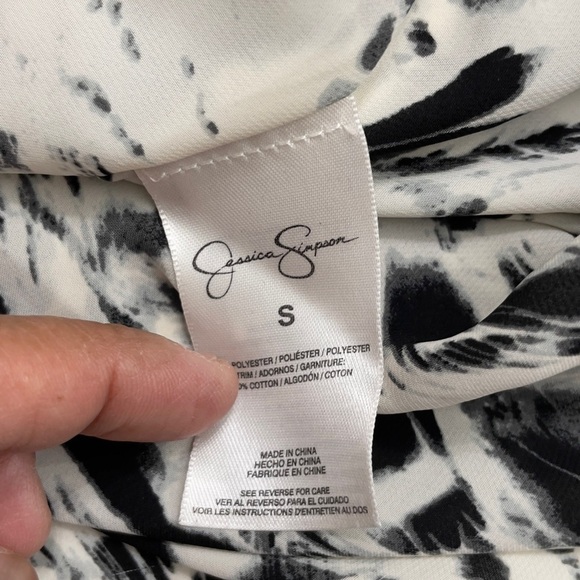 Jessica Simpson
S
POLYESTER / POLIÉSTER / POLYESTER
TRIM / ADORNOS / GARNITURE:
% COTTON / ALGODÓN / COTON
MADE IN CHINA
HECHO EN CHINA
FABRIQUE EN CHINE
SEE REVERSE FOR CARE
VER AL REVERSO PARA EL CUIDADO
VOIR LES INSTRUCTIONS D'ENTRETIEN AU DOS